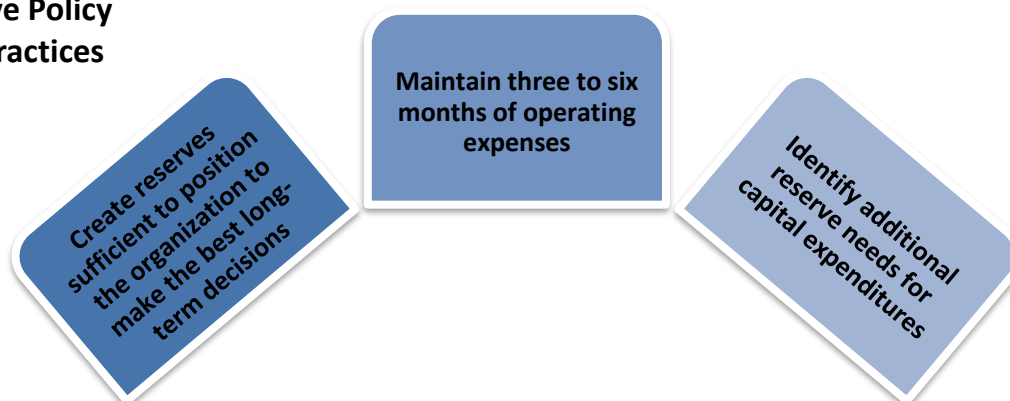 ve Policy
ractices
Create reserves
sufficient to position
the organization to
make the best long-
term decisions
Maintain three to six
months of operating
expenses
Identify additional
reserve needs for
capital expenditures